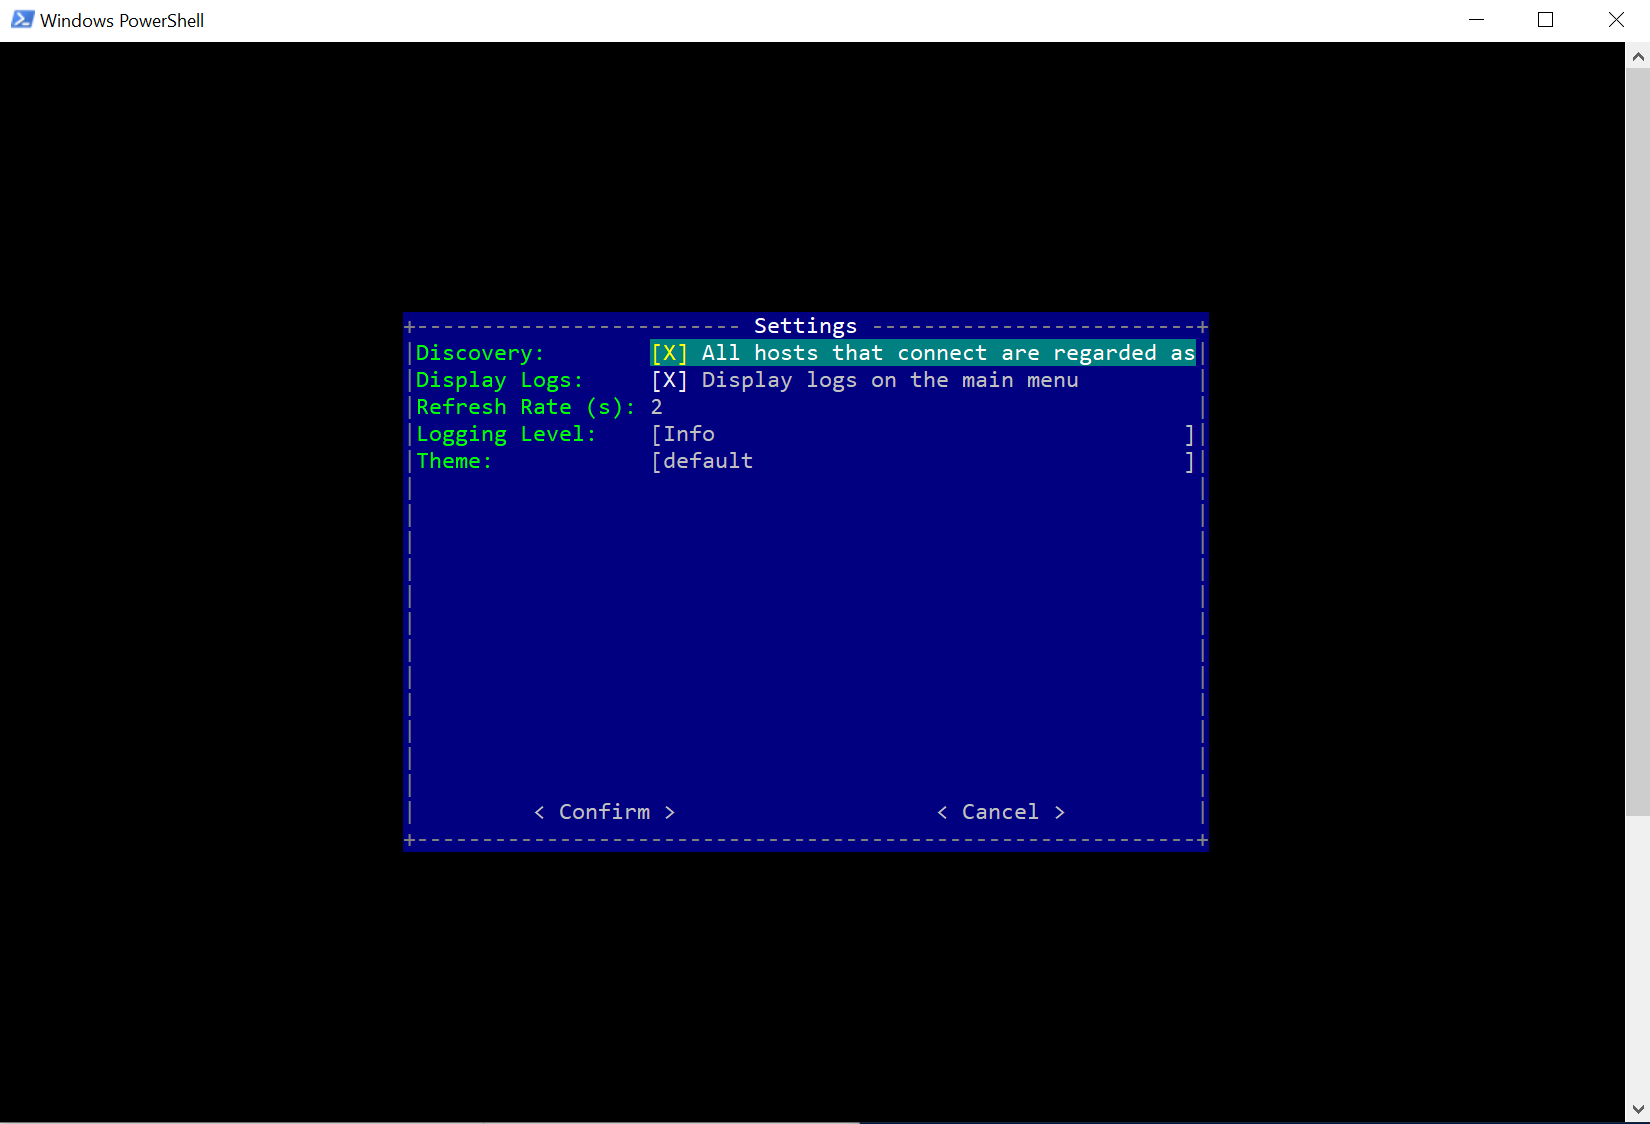 Windows PowerShell
Settings
Discovery: [X] All hosts that connect are regarded as
Display Logs: [X] Display logs on the main menu
Refresh Rate (s): 2
Logging Level: [Info ]
Theme: [default ]
< Confirm > < Cancel >